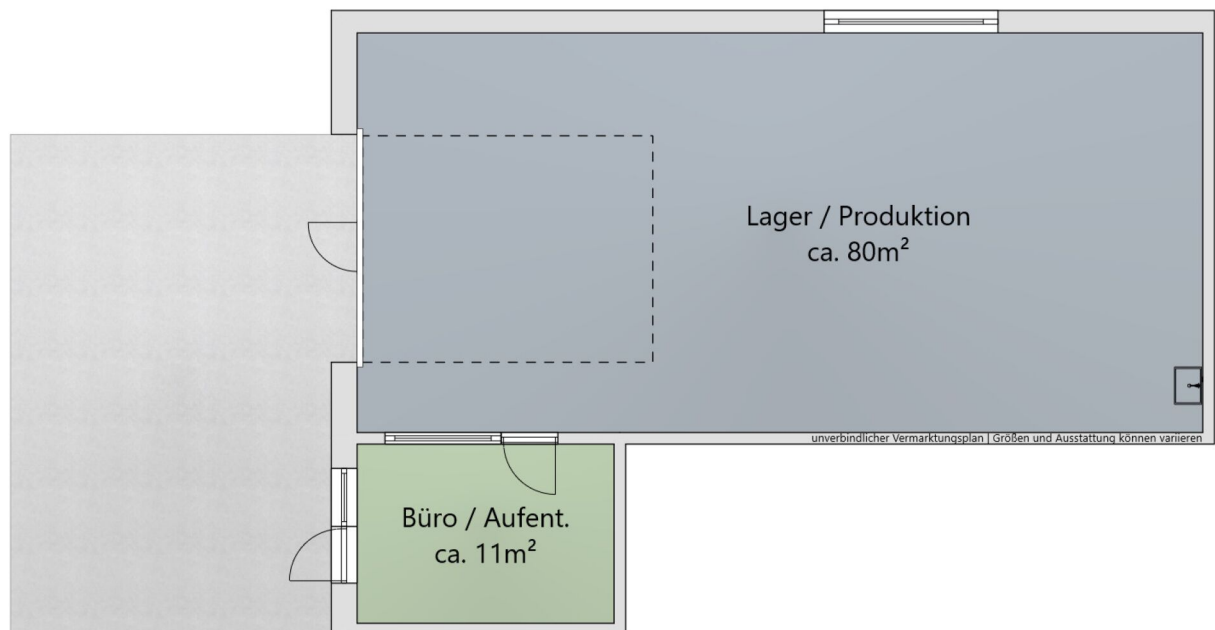 Lager / Produktion
ca. 80m²
unverbindlicher Vermarktungsplan | Größen und Ausstattung können variieren
Büro / Aufent.
ca. 11m²